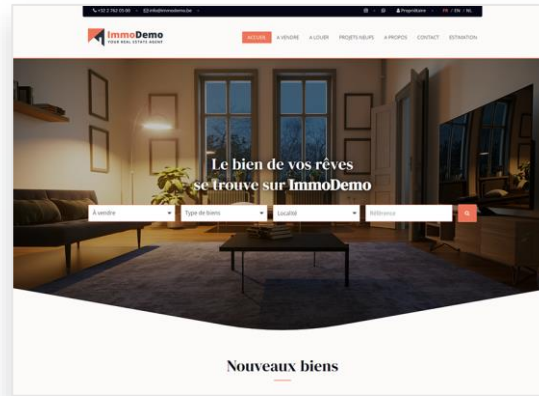 +32 2 762 03 80 - info@immodemo.be -
Propriétaire - FR / EN / NL
ImmoDemo
YOUR REAL ESTATE AGENT
ACCUEIL A VENDRE A LOUER PROJETS NEUFS A PROPOS CONTACT ESTIMATION
Le bien de vos rêves
se trouve sur ImmoDemo
À vendre Type de biens Localité Référence
Nouveaux biens